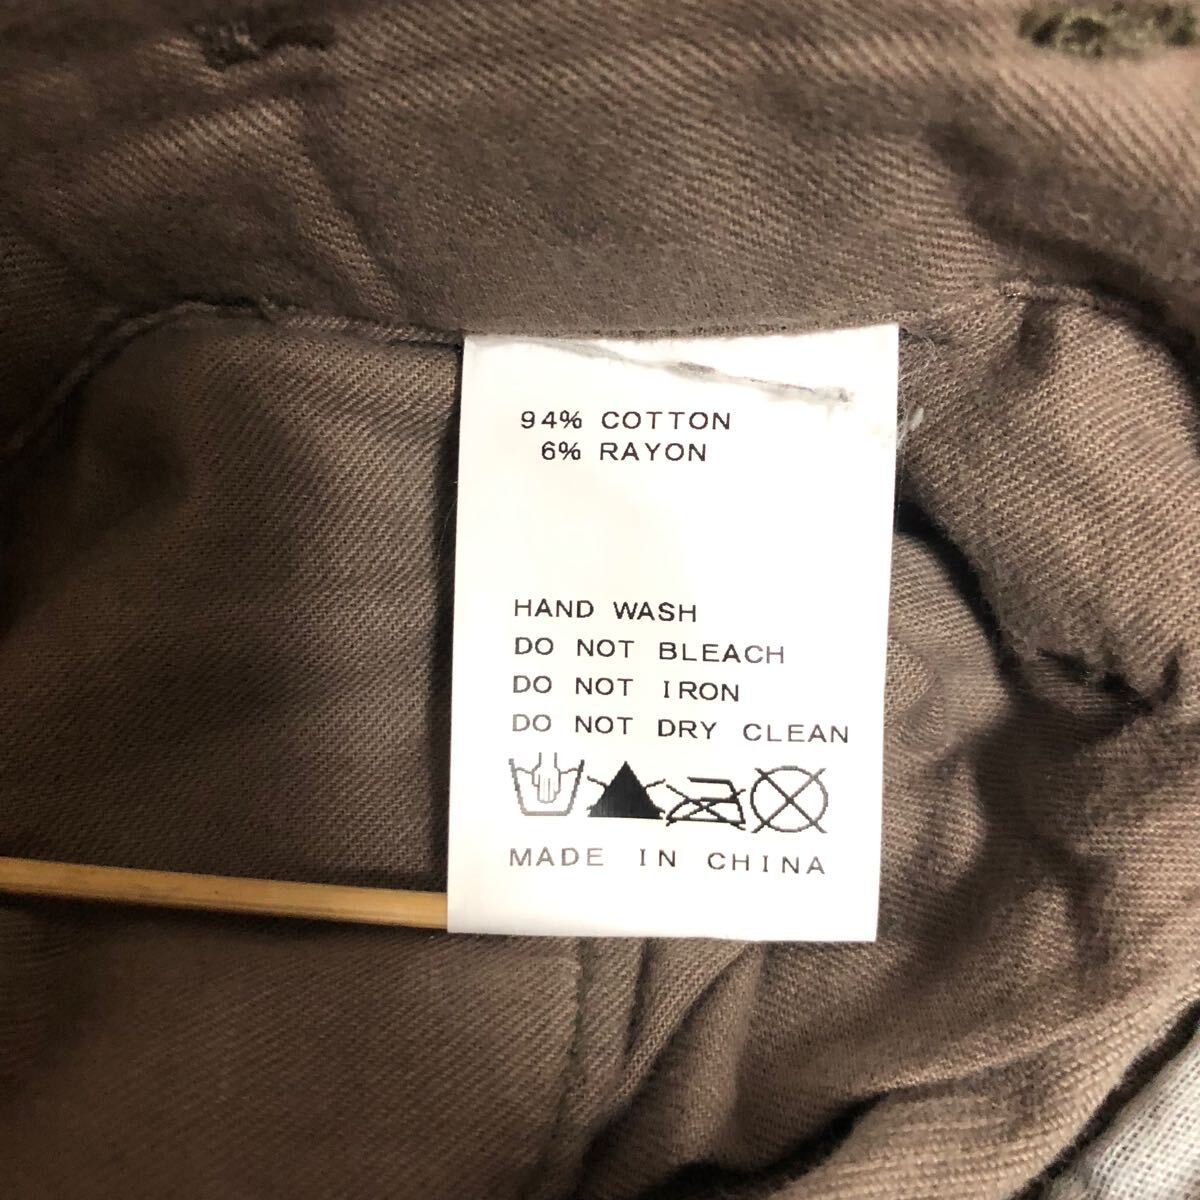 94% COTTON
6% RAYON
HAND WASH
DO NOT BLEACH
DO NOT IRON
DO NOT DRY CLEAN
MADE IN CHINA